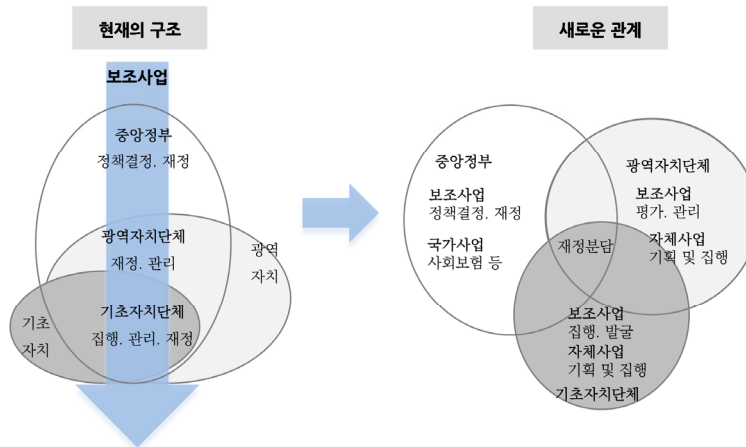 현재의 구조
보조사업
중앙정부
정책결정. 재정
광역자치단체
재정. 관리
광역
자치
기초자치단체
집행. 관리. 재정
기초
자치
새로운 관계
중앙정부
보조사업
정책결정. 재정
국가사업
사회보험 등
광역자치단체
보조사업
평가. 관리
자체사업
기획 및 집행
재정분담
보조사업
집행. 발굴
자체사업
기획 및 집행
기초자치단체